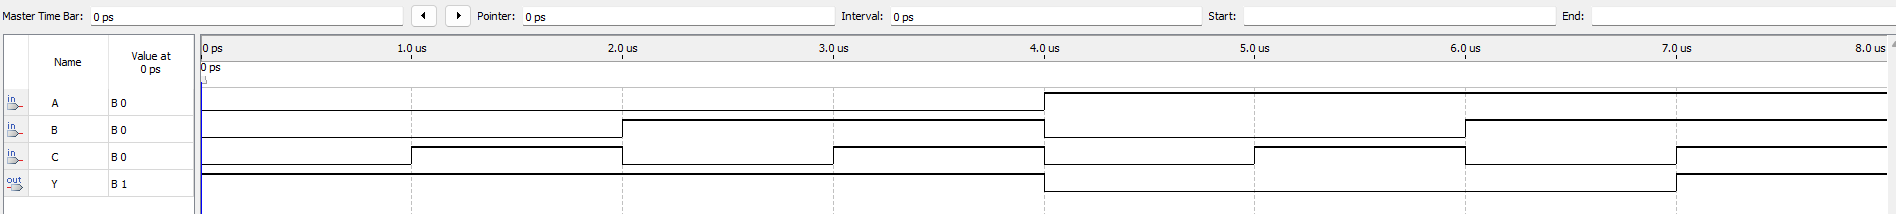 Master Time Bar: 0 ps Pointer: 0 ps Interval: 0 ps Start: End:
Name Value at 0 ps
0 ps 1.0 us 2.0 us 3.0 us 4.0 us 5.0 us 6.0 us 7.0 us 8.0 us
0 ps
in A B 0
in B B 0
in C B 0
out Y B 1